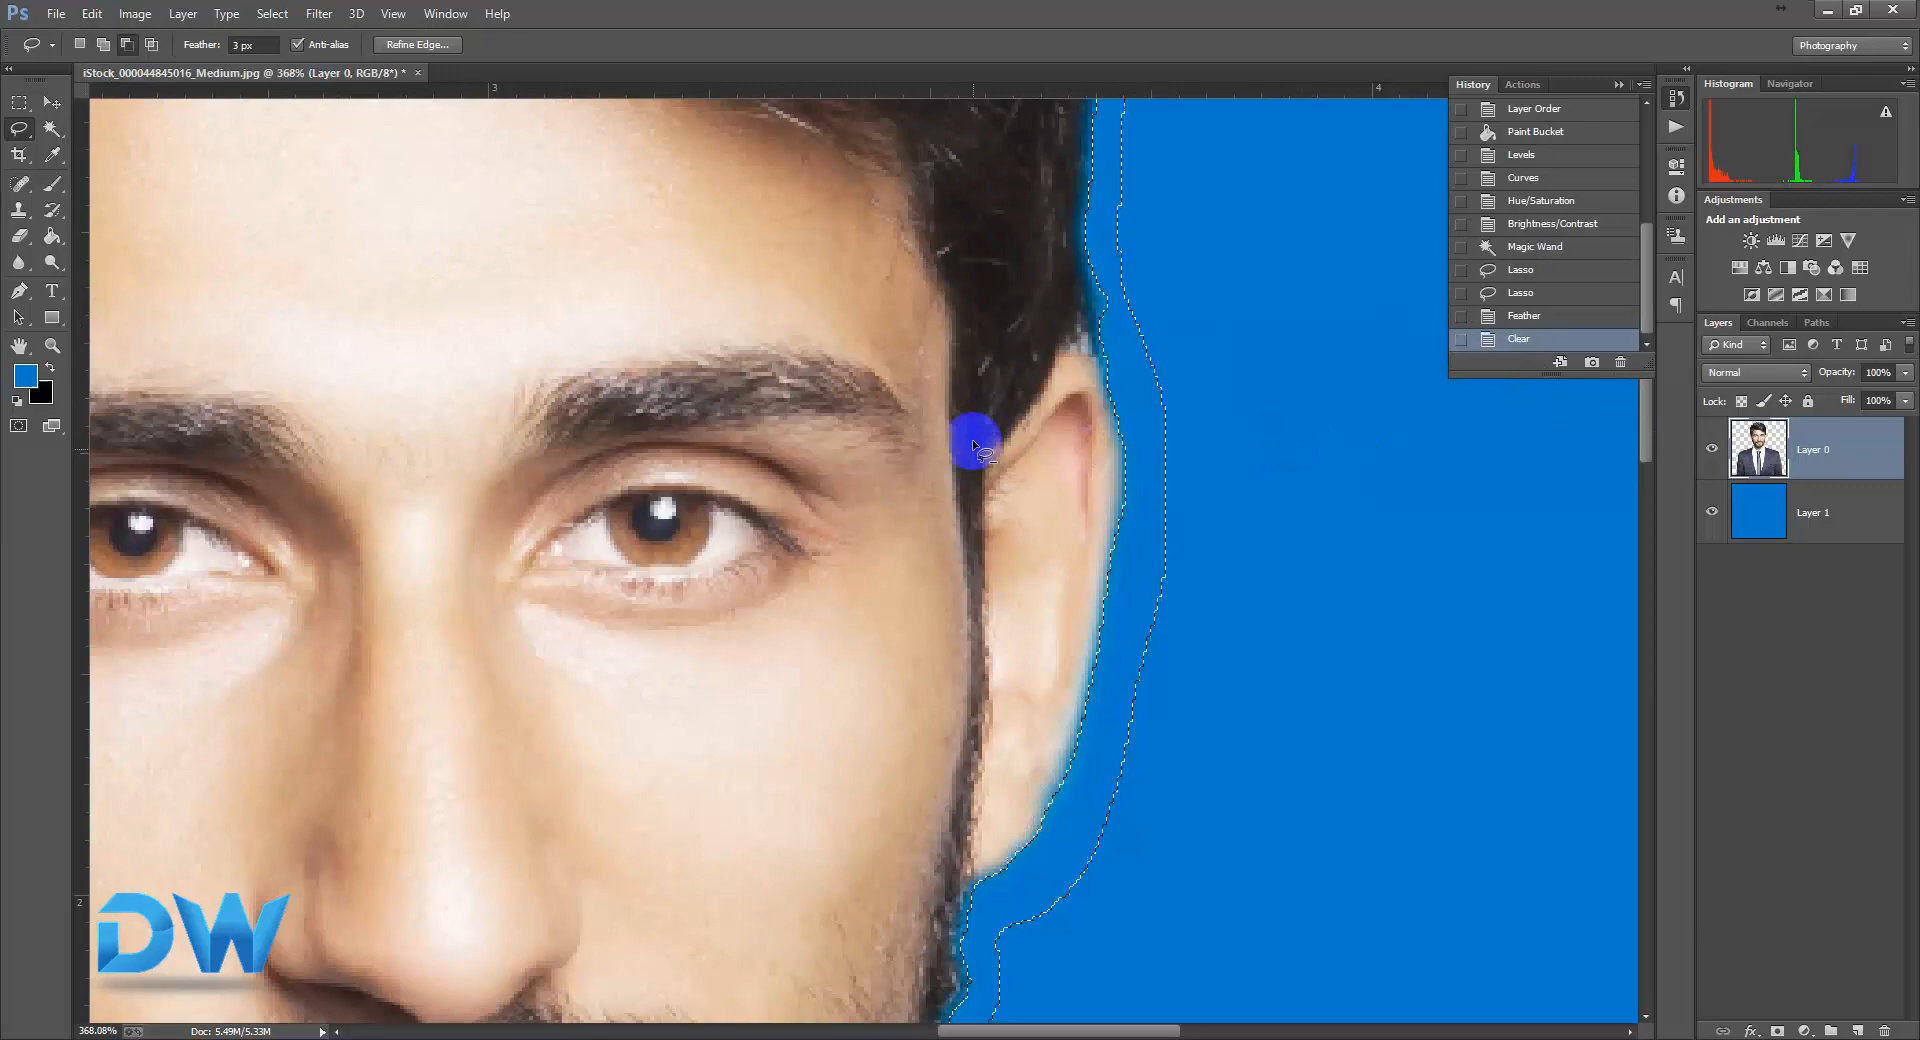 Ps File Edit Image Layer Type Select Filter 3D View Window Help
Feather: 3 px Anti-alias Refine Edge... Photography
iStock_000044845016_Medium.jpg @ 368% (Layer 0, RGB/8*) * ×
3 4
2
History Actions
Layer Order
Paint Bucket
Levels
Curves
Hue/Saturation
Brightness/Contrast
Magic Wand
Lasso
Lasso
Feather
Clear
Histogram Navigator
Adjustments
Add an adjustment
Layers Channels Paths
Kind
Normal Opacity: 100%
Lock: Fill: 100%
Layer 0
Layer 1
DW
368.08% Doc: 5.49M/5.33M